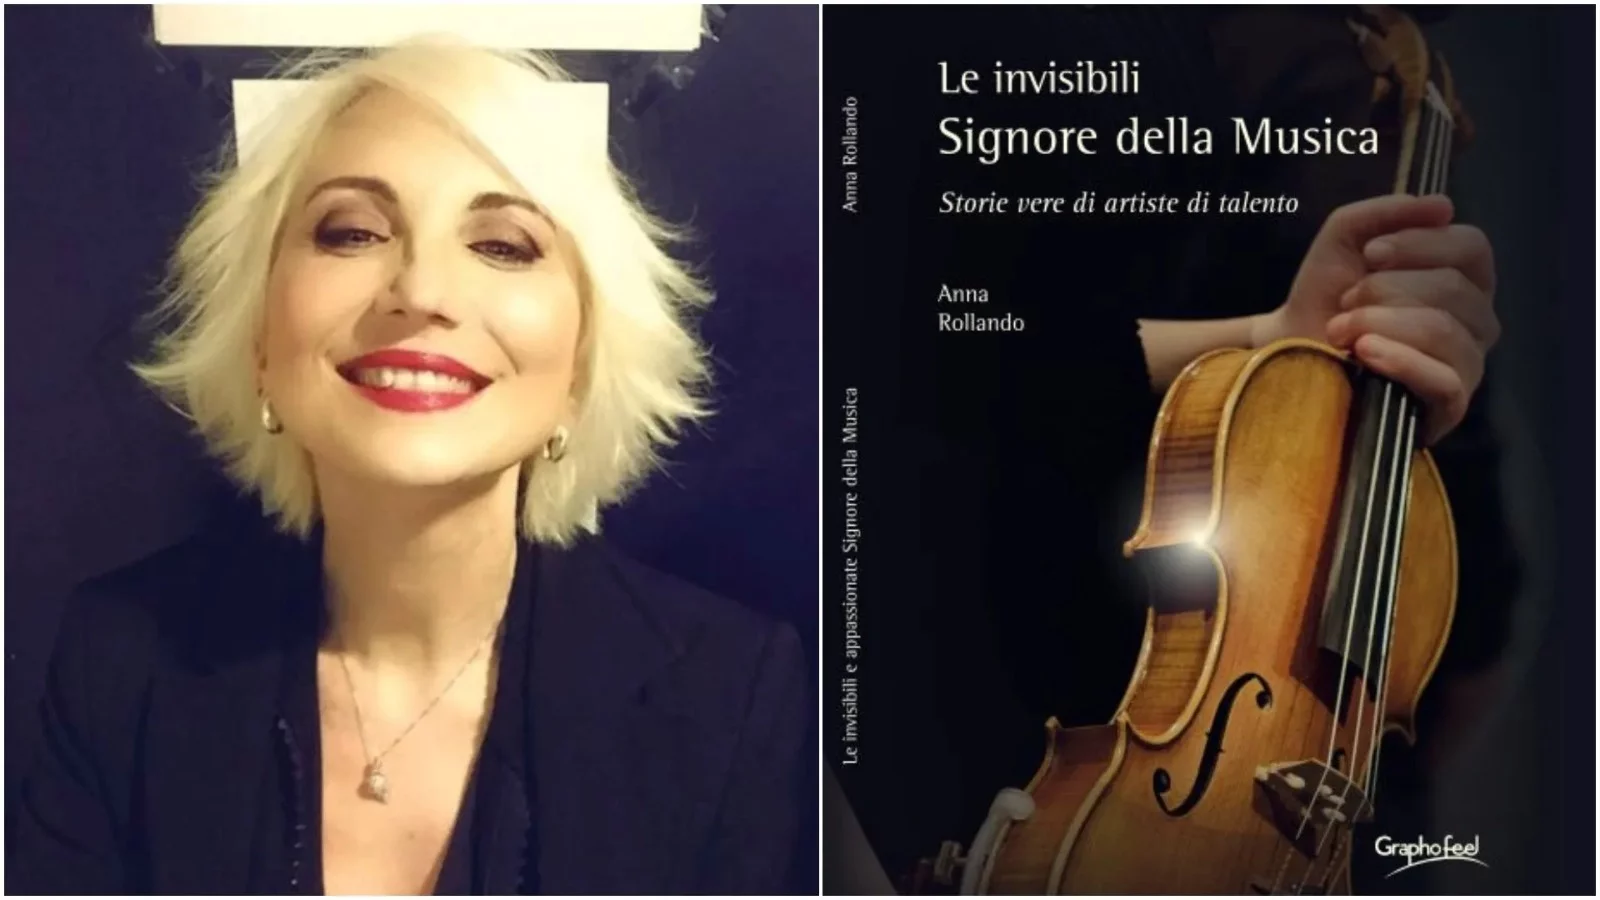 Anna Rollando
Le invisibili e appassionate Signore della Musica
Le invisibili
Signore della Musica
Storie vere di artiste di talento
Anna
Rollando
Graphofeel